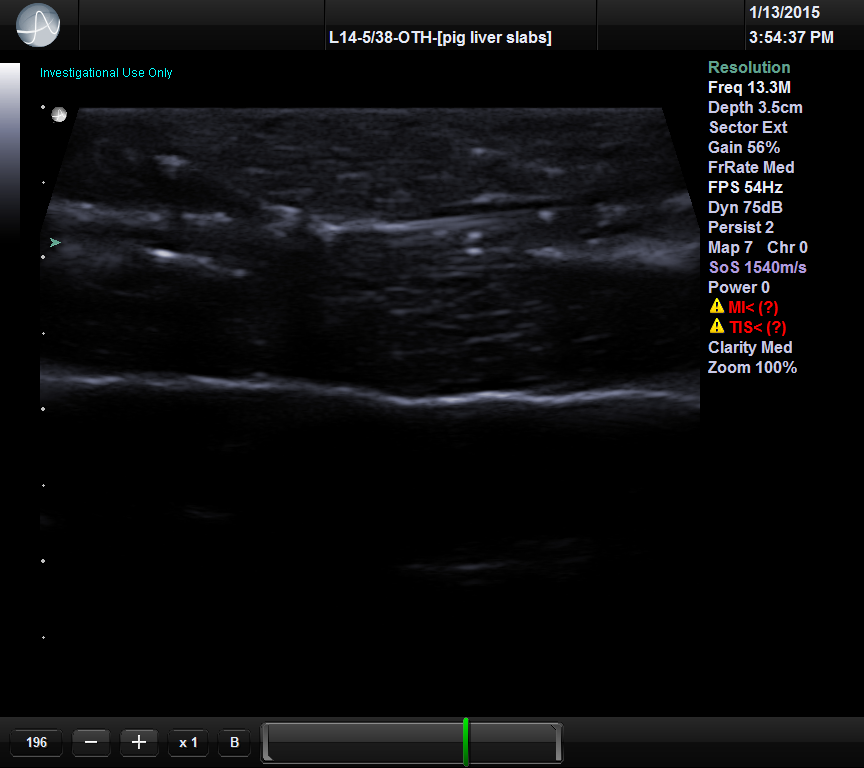 1/13/2015
L14-5/38-OTH-[pig liver slabs]
3:54:37 PM
Investigational Use Only
Resolution
Freq 13.3M
Depth 3.5cm
Sector Ext
Gain 56%
FrRate Med
FPS 54Hz
Dyn 75dB
Persist 2
Map 7 Chr 0
SoS 1540m/s
Power 0
MI< (?)
TIS< (?)
Clarity Med
Zoom 100%
196 − + x 1 B